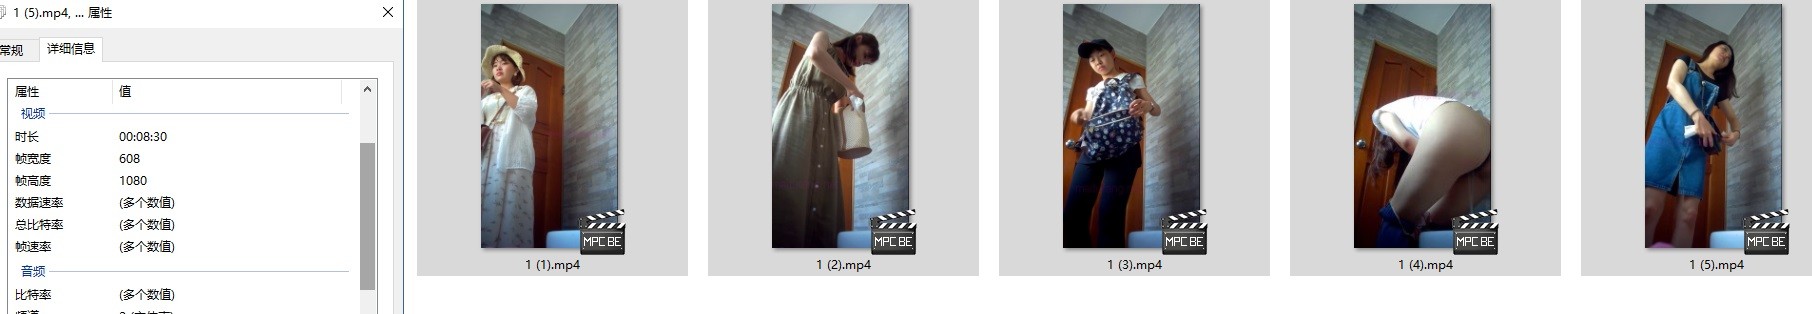 1 (5).mp4, ... 属性
常规
详细信息
属性 值
视频
时长 00:08:30
帧宽度 608
帧高度 1080
数据速率 (多个数值)
总比特率 (多个数值)
帧速率 (多个数值)
音频
比特率 (多个数值)
MPC BE
MPC BE
MPC BE
MPC BE
MPC BE
1 (1).mp4
1 (2).mp4
1 (3).mp4
1 (4).mp4
1 (5).mp4